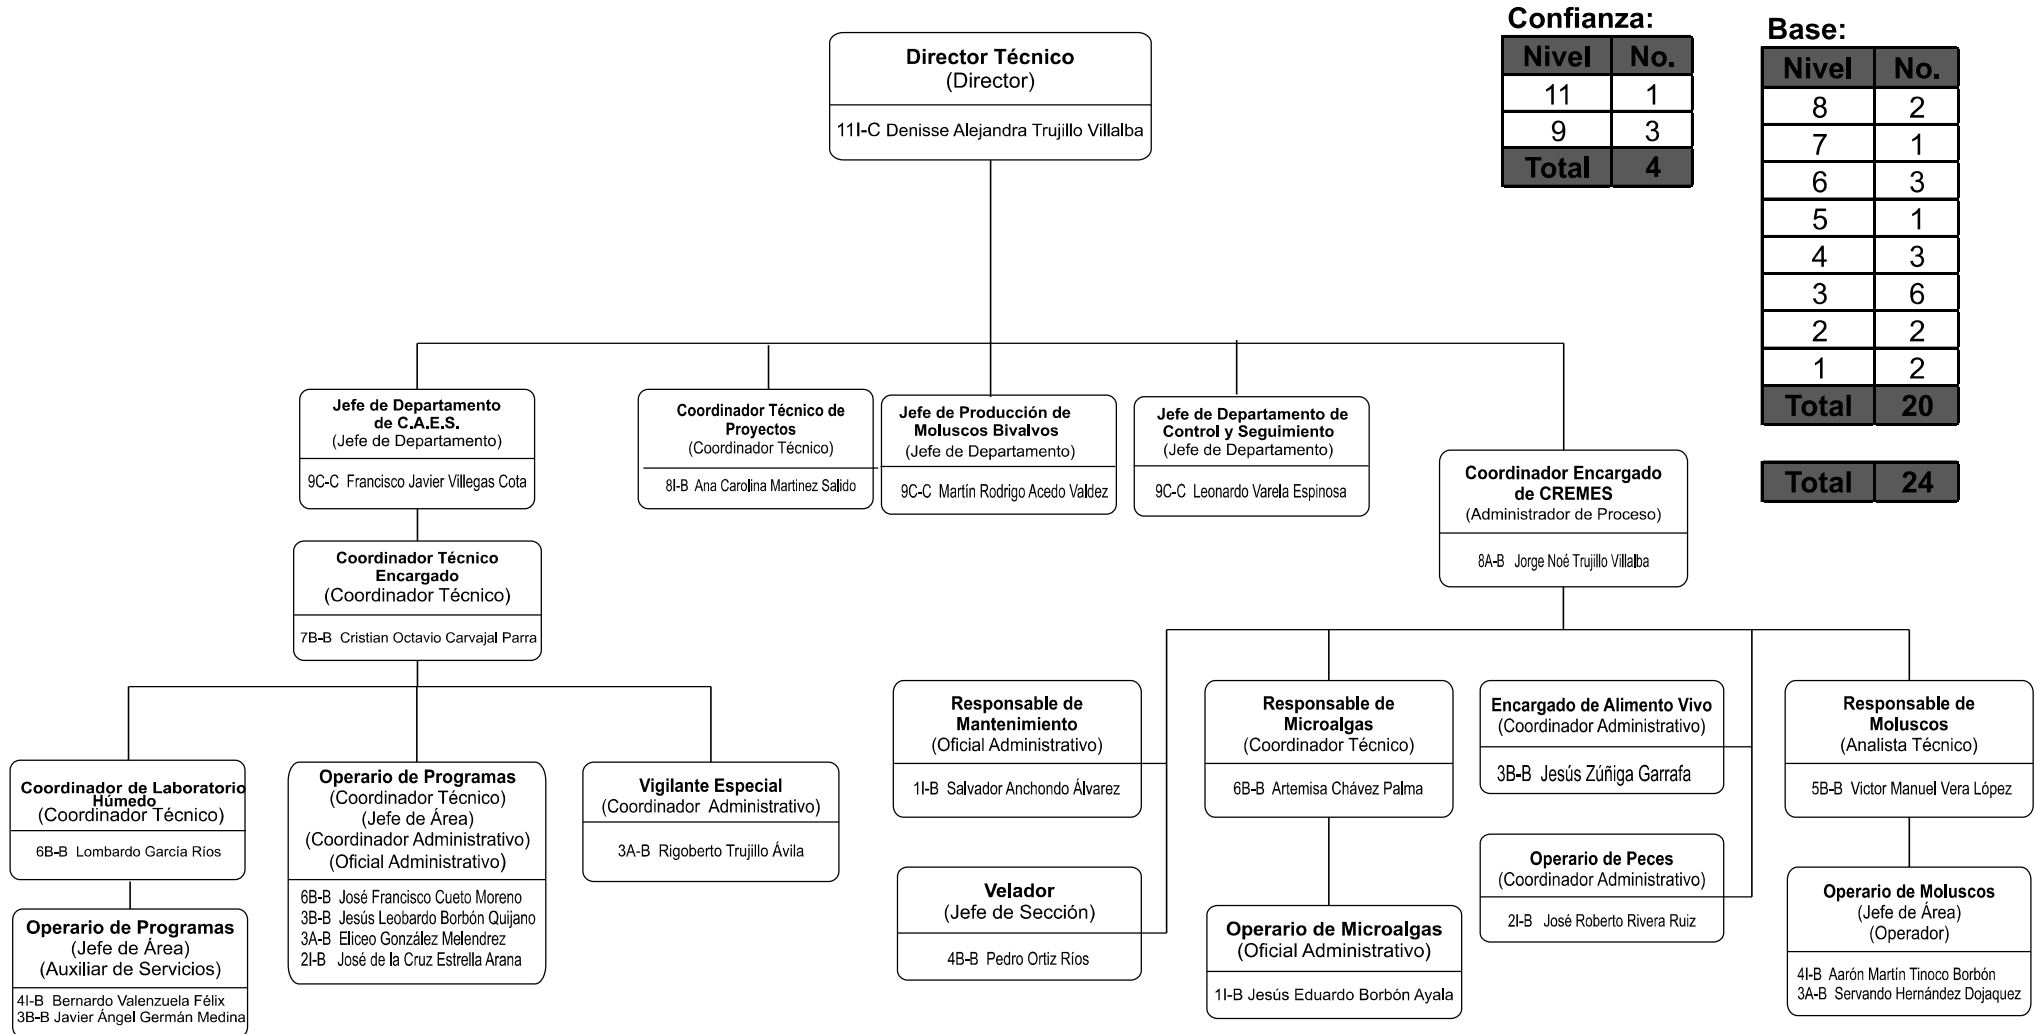 Director Técnico
(Director)
11I-C Denisse Alejandra Trujillo Villalba
Confianza:
Nivel No.
11 1
9 3
Total 4
Base:
Nivel No.
8 2
7 1
6 3
5 1
4 3
3 6
2 2
1 2
Total 20
Total 24
Jefe de Departamento
de C.A.E.S.
(Jefe de Departamento)
9C-C Francisco Javier Villegas Cota
Coordinador Técnico de
Proyectos
(Coordinador Técnico)
8I-B Ana Carolina Martinez Salido
Jefe de Producción de
Moluscos Bivalvos
(Jefe de Departamento)
9C-C Martín Rodrigo Acedo Valdez
Jefe de Departamento de
Control y Seguimiento
(Jefe de Departamento)
9C-C Leonardo Varela Espinosa
Coordinador Encargado
de CREMES
(Administrador de Proceso)
8A-B Jorge Noé Trujillo Villalba
Coordinador Técnico
Encargado
(Coordinador Técnico)
7B-B Cristian Octavio Carvajal Parra
Coordinador de Laboratorio
Húmedo
(Coordinador Técnico)
6B-B Lombardo García Ríos
Operario de Programas
(Jefe de Área)
(Auxiliar de Servicios)
4I-B Bernardo Valenzuela Félix
3B-B Javier Ángel Germán Medina
Operario de Programas
(Coordinador Técnico)
(Jefe de Área)
(Coordinador Administrativo)
(Oficial Administrativo)
6B-B José Francisco Cueto Moreno
3B-B Jesús Leobardo Borbón Quijano
3A-B Eliceo González Melendrez
2I-B José de la Cruz Estrella Arana
Vigilante Especial
(Coordinador Administrativo)
3A-B Rigoberto Trujillo Ávila
Responsable de
Mantenimiento
(Oficial Administrativo)
1I-B Salvador Anchondo Álvarez
Velador
(Jefe de Sección)
4B-B Pedro Ortiz Ríos
Responsable de
Microalgas
(Coordinador Técnico)
6B-B Artemisa Chávez Palma
Operario de Microalgas
(Oficial Administrativo)
1I-B Jesús Eduardo Borbón Ayala
Encargado de Alimento Vivo
(Coordinador Administrativo)
3B-B Jesús Zúñiga Garrafa
Operario de Peces
(Coordinador Administrativo)
2I-B José Roberto Rivera Ruiz
Responsable de
Moluscos
(Analista Técnico)
5B-B Victor Manuel Vera López
Operario de Moluscos
(Jefe de Área)
(Operador)
4I-B Aarón Martín Tinoco Borbón
3A-B Servando Hernández Dojaquez